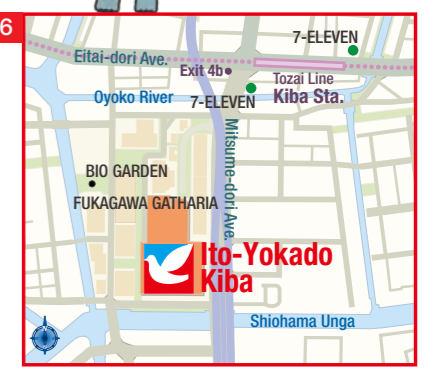 6
7-ELEVEN
Eitai-dori Ave.
Exit 4b
Tozai Line
Kiba Sta.
Oyoko River
7-ELEVEN
Mitsume-dori Ave.
BIO GARDEN
FUKAGAWA GATHARIA
Ito-Yokado
Kiba
Shiohama Unga
N